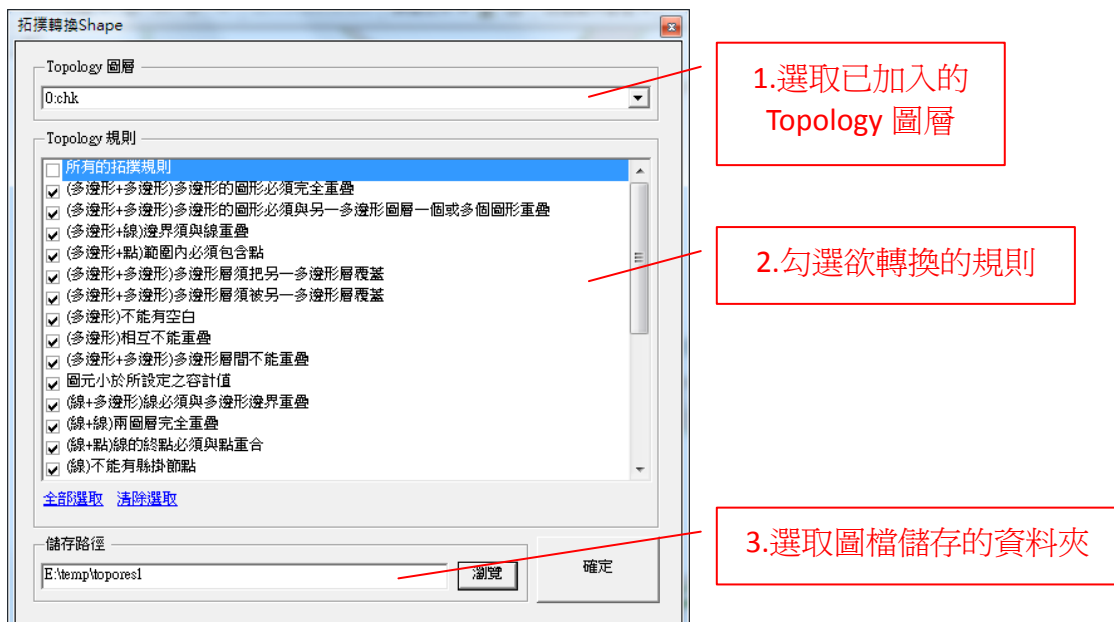 拓撲轉換Shape
Topology 圖層
0:chk
1.選取已加入的
Topology 圖層
Topology 規則
所有的拓撲規則
(多邊形+多邊形)多邊形的圖形必須完全重疊
(多邊形+多邊形)多邊形的圖形必須與另一多邊形圖層一個或多個圖形重疊
(多邊形+線)邊界須與線重疊
(多邊形+點)範圍內必須包含點
(多邊形+多邊形)多邊形層須把另一多邊形層覆蓋
(多邊形+多邊形)多邊形層須被另一多邊形層覆蓋
(多邊形)不能有空白
(多邊形)相互不能重疊
(多邊形+多邊形)多邊形層間不能重疊
圖元小於所設定之容計值
(線+多邊形)線必須與多邊形邊界重疊
(線+線)兩圖層完全重疊
(線+點)線的終點必須與點重合
(線)不能有懸掛節點
2.勾選欲轉換的規則
全部選取 清除選取
儲存路徑
E:\temp\topores1
瀏覽
確定
3.選取圖檔儲存的資料夾